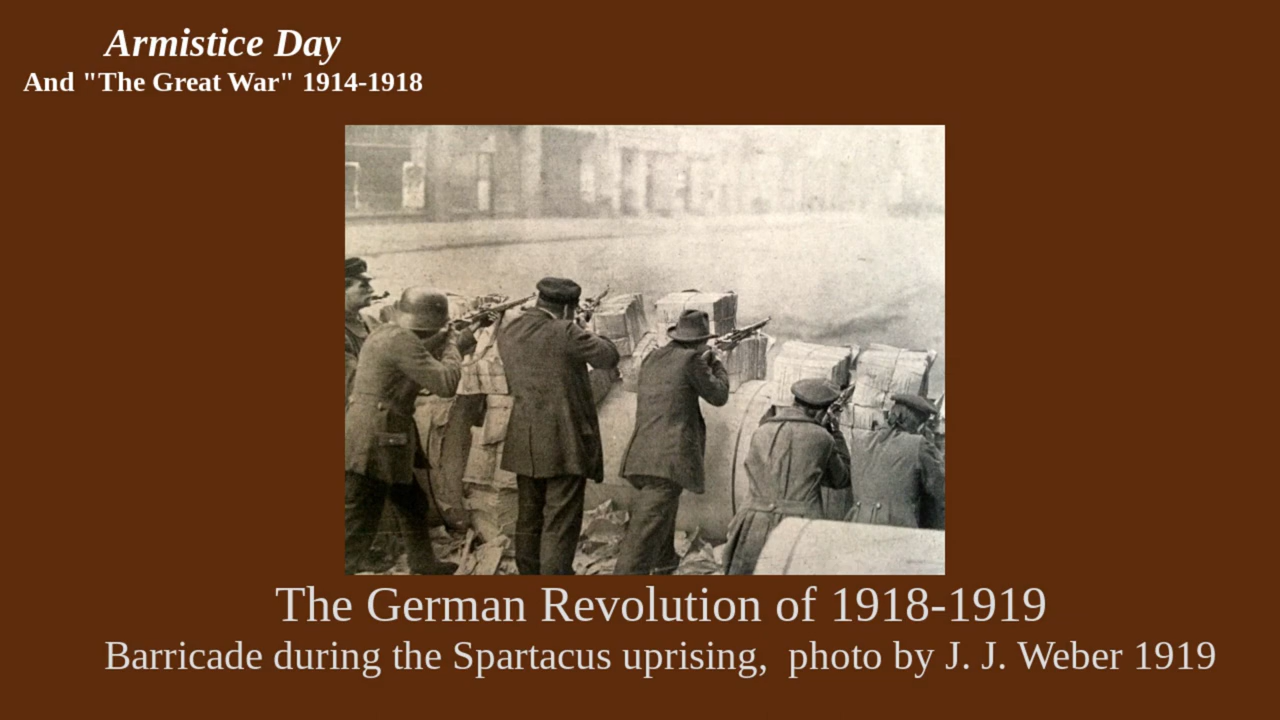 Armistice Day
And "The Great War" 1914-1918
The German Revolution of 1918-1919
Barricade during the Spartacus uprising,  photo by J. J. Weber 1919